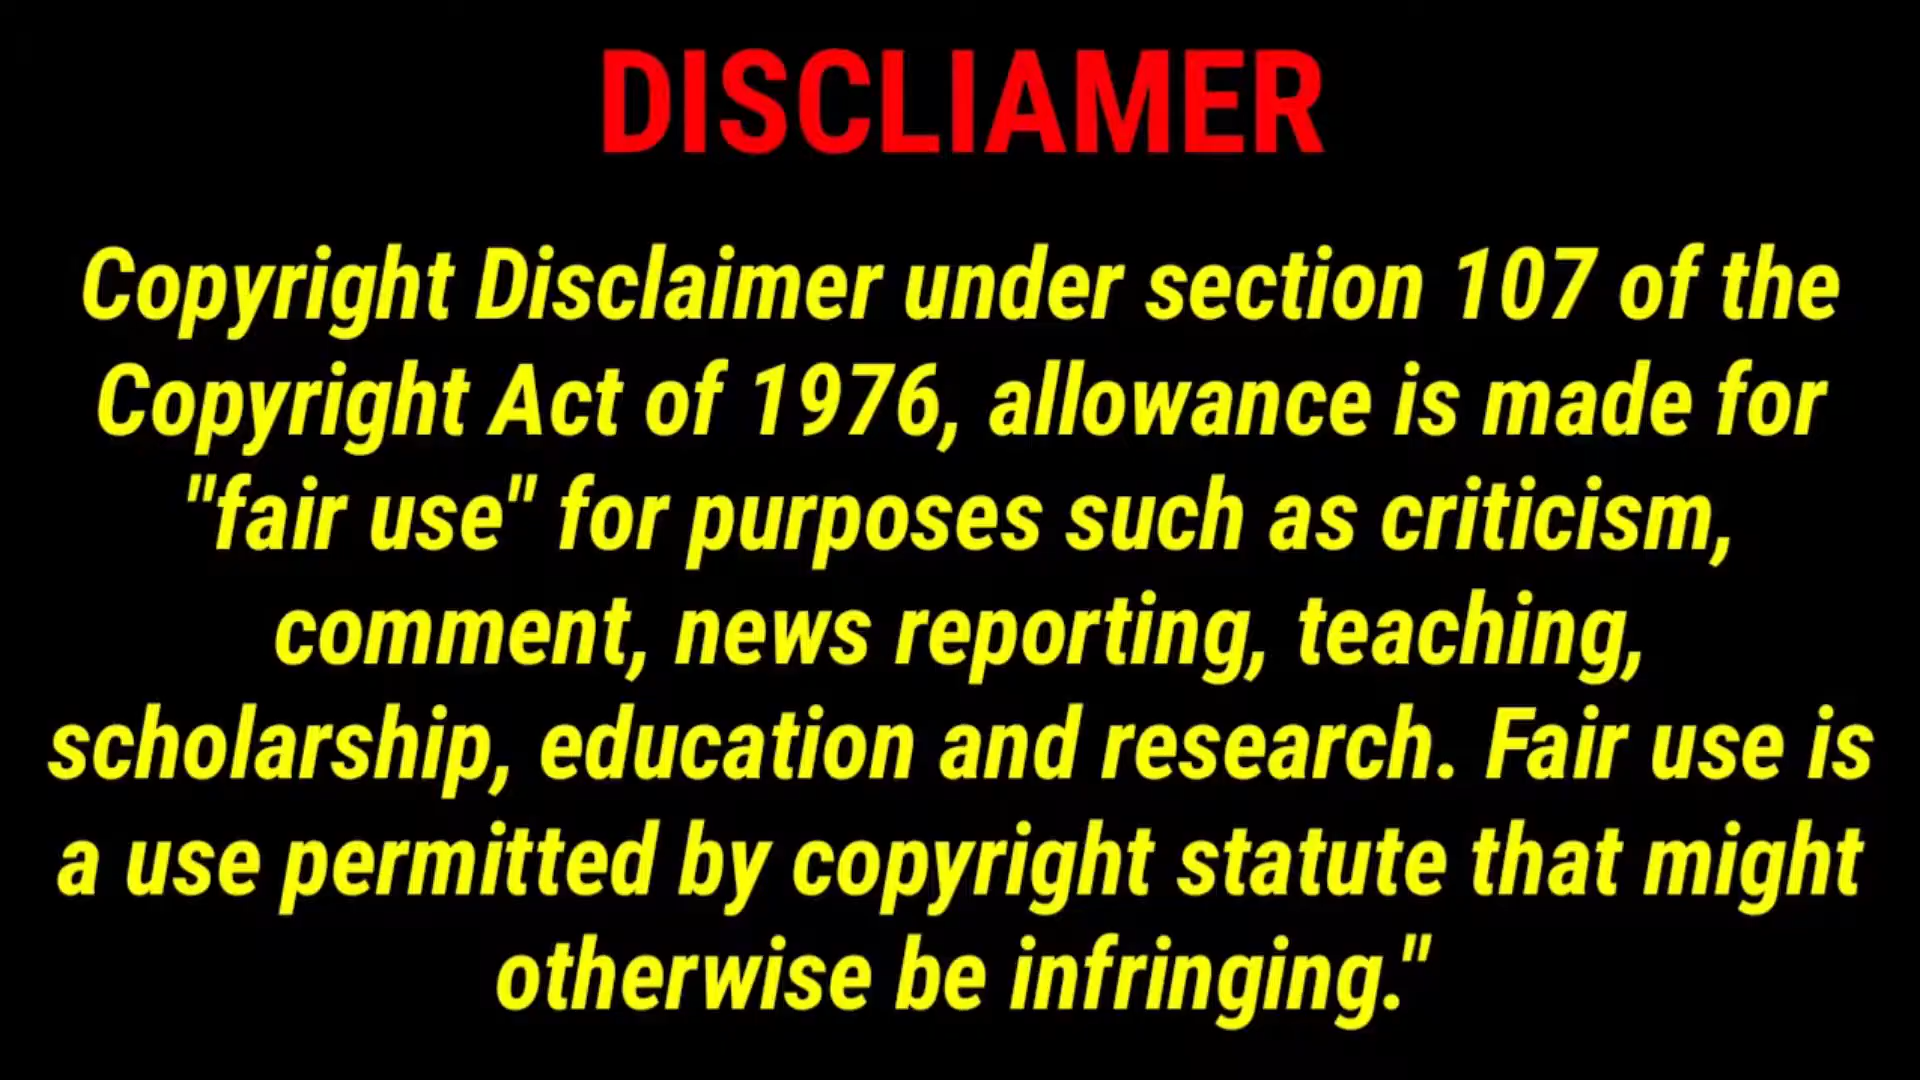 DISCLIAMER
Copyright Disclaimer under section 107 of the
Copyright Act of 1976, allowance is made for
"fair use" for purposes such as criticism,
comment, news reporting, teaching,
scholarship, education and research. Fair use is
a use permitted by copyright statute that might
otherwise be infringing."